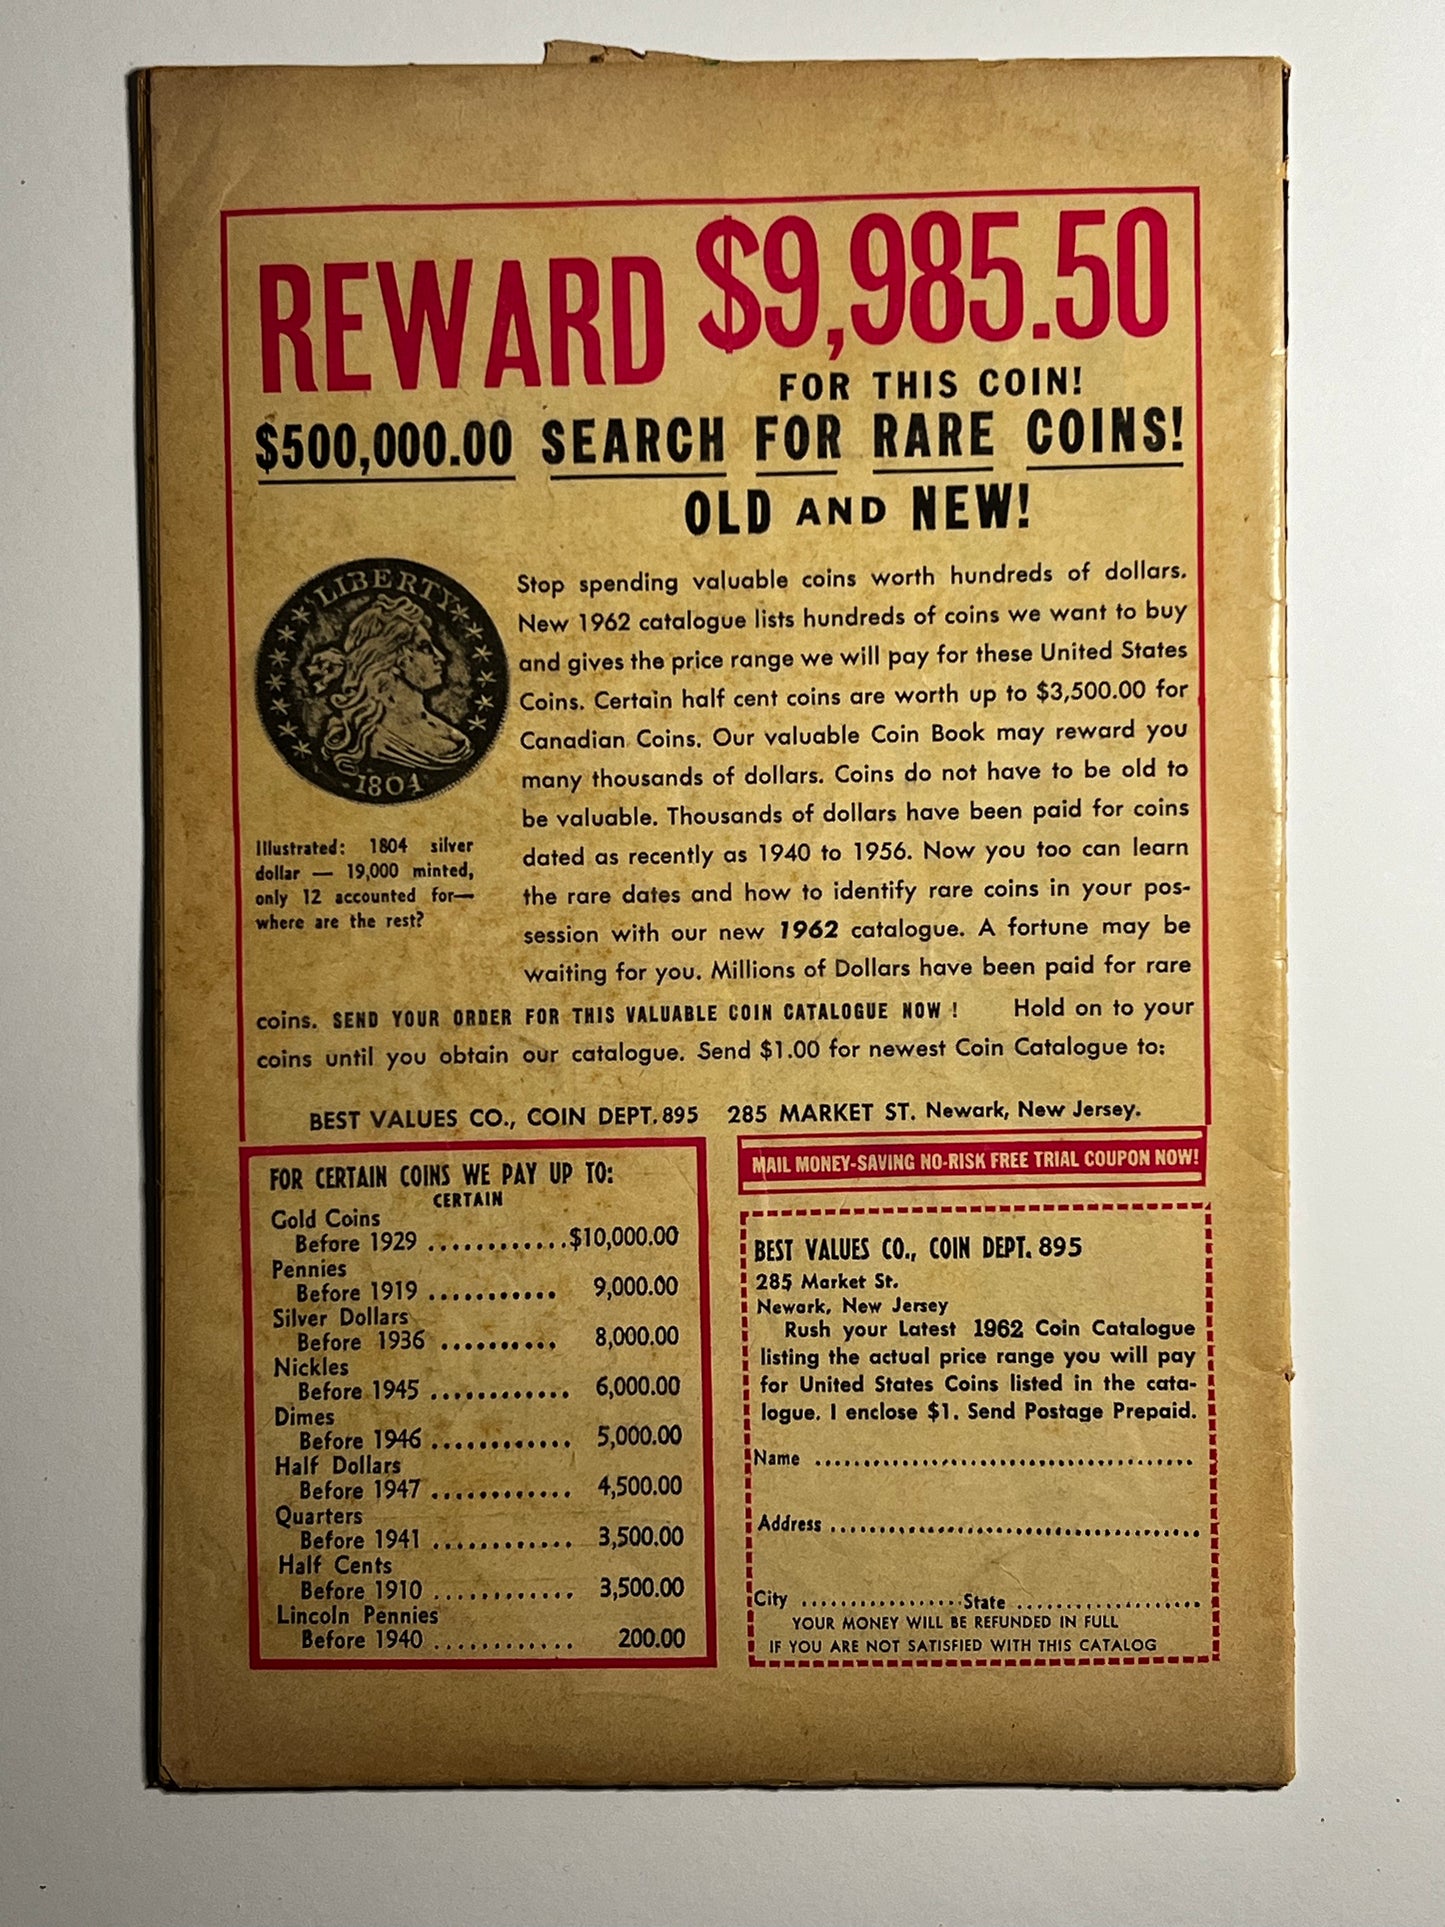 REWARD $9,985.50
FOR THIS COIN!
$500,000.00 SEARCH FOR RARE COINS!
OLD AND NEW!
LIBERTY
1804
Illustrated: 1804 silver
dollar — 19,000 minted,
only 12 accounted for—
where are the rest?
Stop spending valuable coins worth hundreds of dollars.
New 1962 catalogue lists hundreds of coins we want to buy
and gives the price range we will pay for these United States
Coins. Certain half cent coins are worth up to $3,500.00 for
Canadian Coins. Our valuable Coin Book may reward you
many thousands of dollars. Coins do not have to be old to
be valuable. Thousands of dollars have been paid for coins
dated as recently as 1940 to 1956. Now you too can learn
the rare dates and how to identify rare coins in your pos-
session with our new 1962 catalogue. A fortune may be
waiting for you. Millions of Dollars have been paid for rare
coins. SEND YOUR ORDER FOR THIS VALUABLE COIN CATALOGUE NOW ! Hold on to your
coins until you obtain our catalogue. Send $1.00 for newest Coin Catalogue to:
BEST VALUES CO., COIN DEPT. 895 285 MARKET ST. Newark, New Jersey.
FOR CERTAIN COINS WE PAY UP TO:
CERTAIN
Gold Coins
Before 1929 ............$10,000.00
Pennies
Before 1919 ........... 9,000.00
Silver Dollars
Before 1936 .......... 8,000.00
Nickles
Before 1945 ............ 6,000.00
Dimes
Before 1946 ............ 5,000.00
Half Dollars
Before 1947 ............ 4,500.00
Quarters
Before 1941 ............ 3,500.00
Half Cents
Before 1910 ............ 3,500.00
Lincoln Pennies
Before 1940 ............ 200.00
MAIL MONEY-SAVING NO-RISK FREE TRIAL COUPON NOW!
BEST VALUES CO., COIN DEPT. 895
285 Market St.
Newark, New Jersey
Rush your Latest 1962 Coin Catalogue
listing the actual price range you will pay
for United States Coins listed in the cata-
logue. I enclose $1. Send Postage Prepaid.
Name ......................................
Address .....................................
City ................State ...................
YOUR MONEY WILL BE REFUNDED IN FULL
IF YOU ARE NOT SATISFIED WITH THIS CATALOG